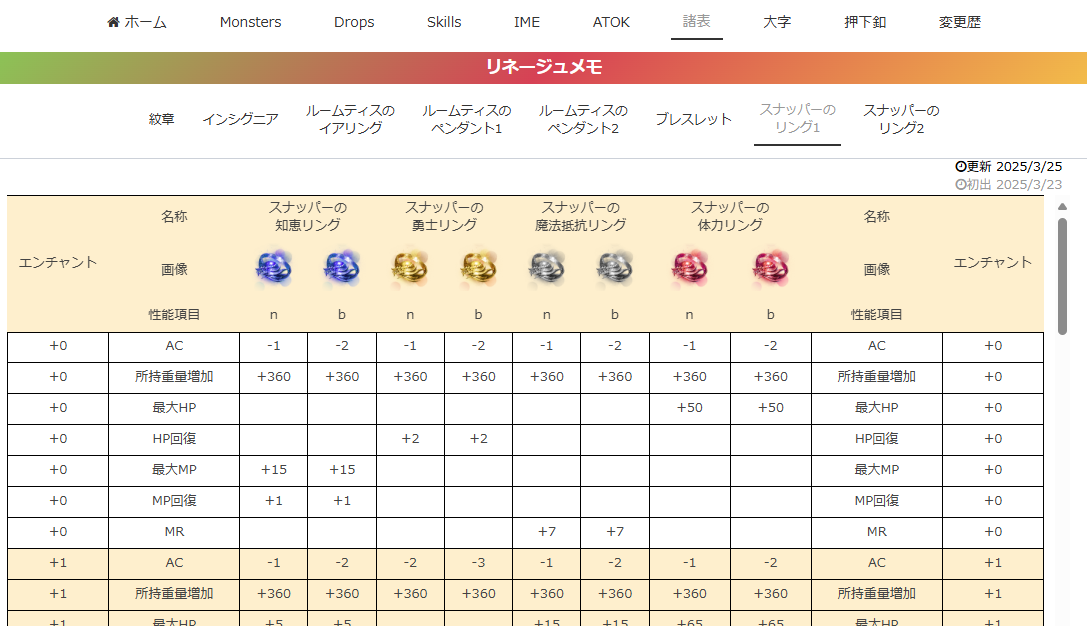 ホーム Monsters Drops Skills IME ATOK 諸表 大字 押下釦 変更歴
リネージュメモ
紋章 インシグニア ルームティスの イアリング ルームティスの ペンダント1 ルームティスの ペンダント2 ブレスレット スナッパーの リング1 スナッパーの リング2
更新 2025/3/25
初出 2025/3/23
エンチャント 名称 スナッパーの 知恵リング スナッパーの 勇士リング スナッパーの 魔法抵抗リング スナッパーの 体力リング 名称 エンチャント
画像 画像
性能項目 n b n b n b n b 性能項目
+0 AC -1 -2 -1 -2 -1 -2 -1 -2 AC +0
+0 所持重量増加 +360 +360 +360 +360 +360 +360 +360 +360 所持重量増加 +0
+0 最大HP +50 +50 最大HP +0
+0 HP回復 +2 +2 HP回復 +0
+0 最大MP +15 +15 最大MP +0
+0 MP回復 +1 +1 MP回復 +0
+0 MR +7 +7 MR +0
+1 AC -1 -2 -2 -3 -1 -2 -1 -2 AC +1
+1 所持重量増加 +360 +360 +360 +360 +360 +360 +360 +360 所持重量増加 +1
+1 最大HP +5 +5 +15 +15 +65 +65 最大HP +1